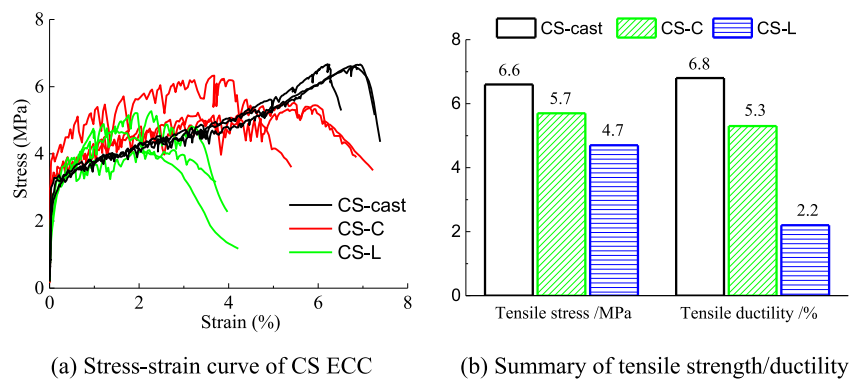 8
6
4
2
0
Stress (MPa)
CS-cast
CS-C
CS-L
0 2 4 6 8
Strain (%)
(a) Stress-strain curve of CS ECC
CS-cast CS-C CS-L
8
6
4
2
0
6.6
5.7
4.7
6.8
5.3
2.2
Tensile stress /MPa Tensile ductility /%
(b) Summary of tensile strength/ductility